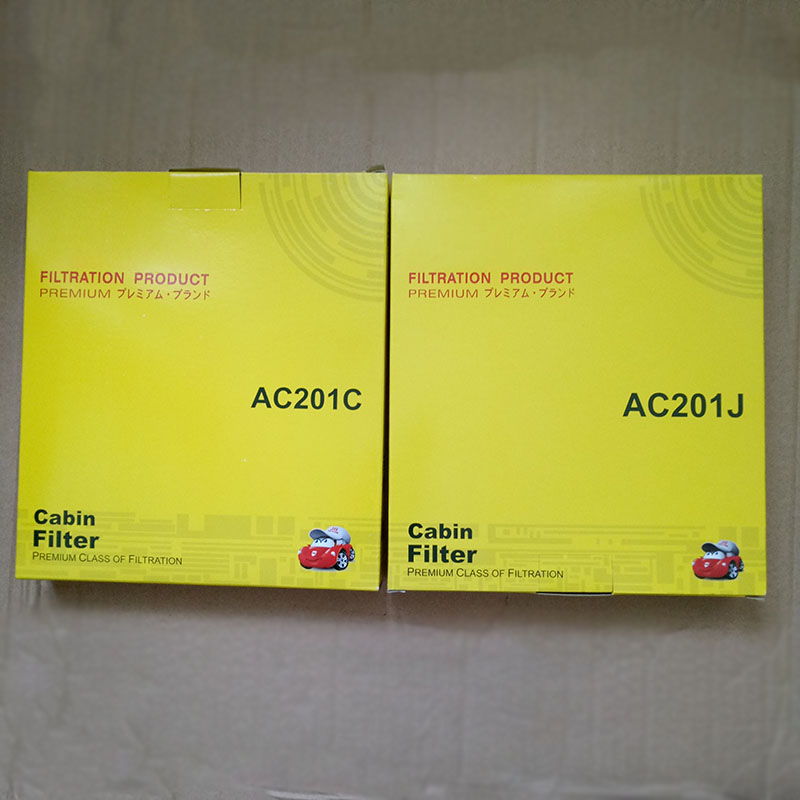 FILTRATION PRODUCT
PREMIUM プレミアム・ブランド
AC201C
Cabin
Filter
PREMIUM CLASS OF FILTRATION
FILTRATION PRODUCT
PREMIUM プレミアム・ブランド
AC201J
Cabin
Filter
PREMIUM CLASS OF FILTRATION